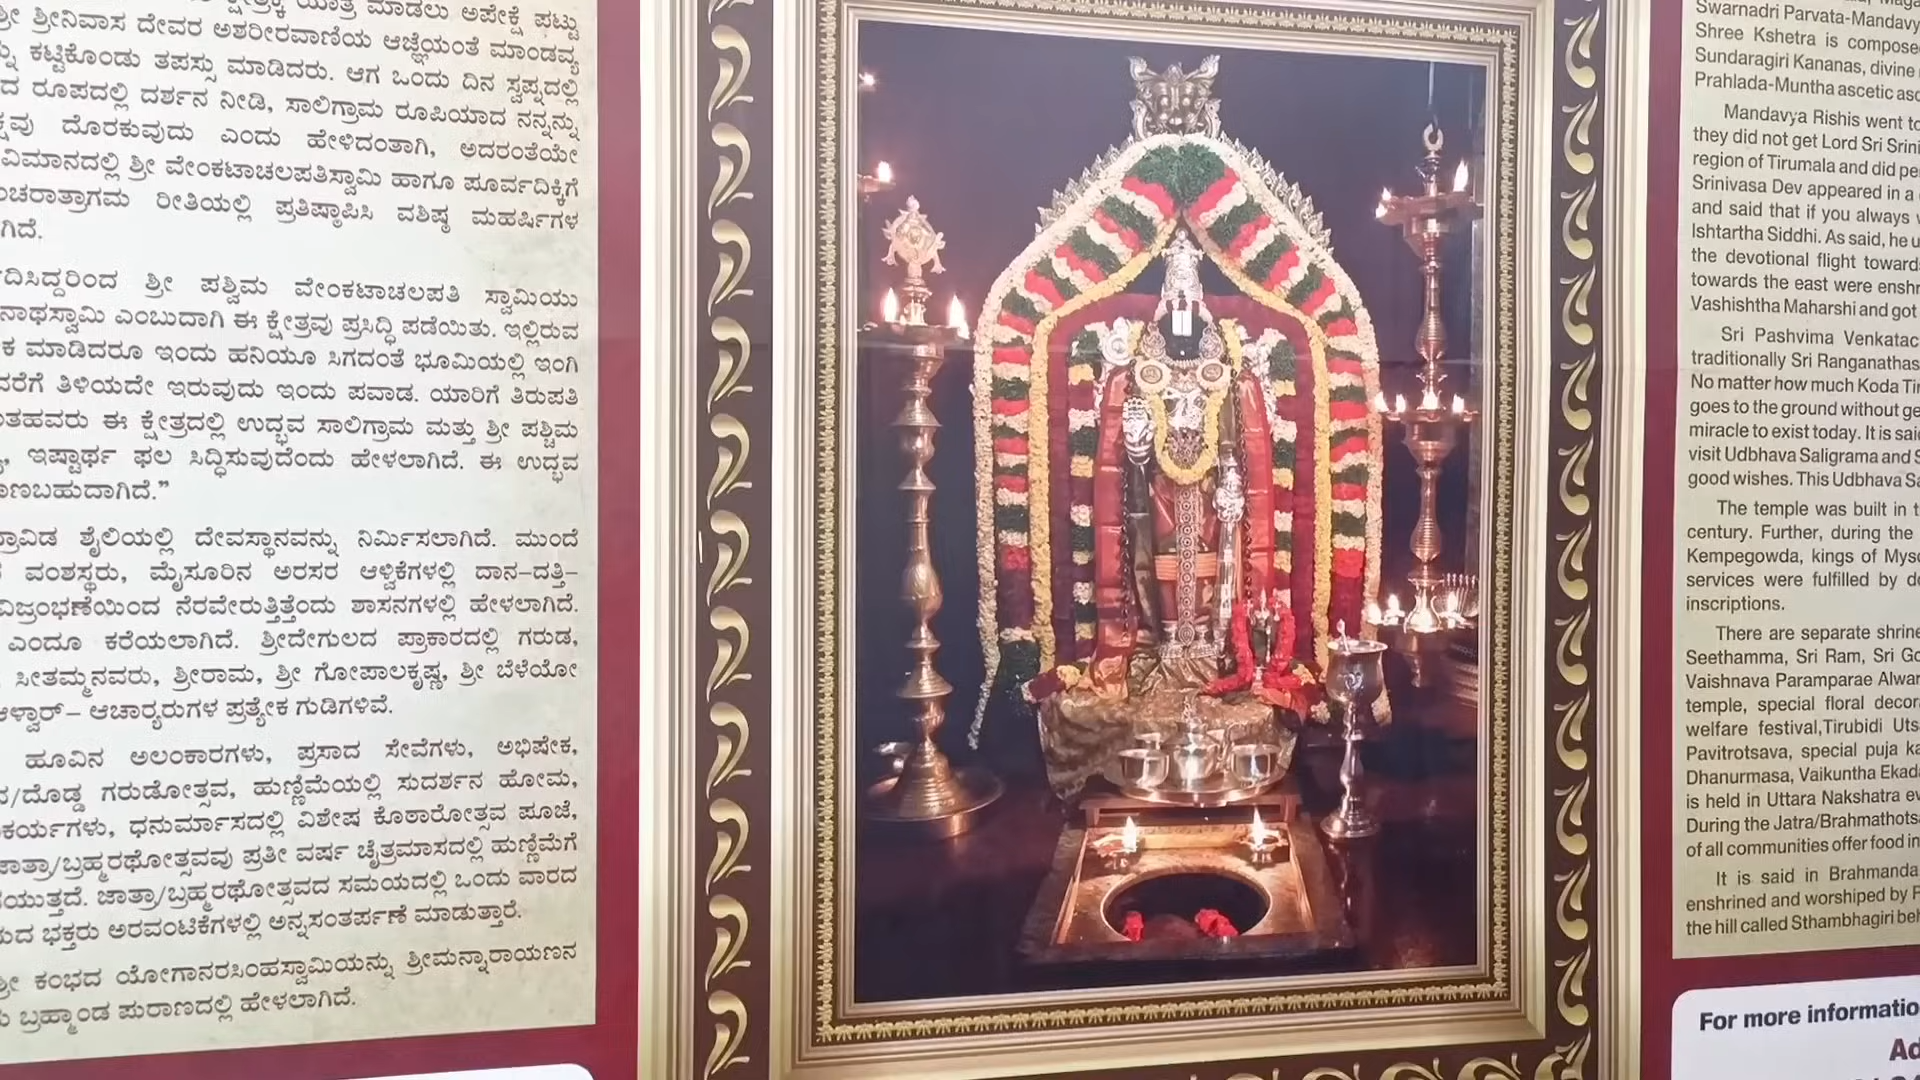 ಯಾತ್ರೆ ಮಾಡಲು ಅಪೇಕ್ಷೆ ಪಟ್ಟು
ಶ್ರೀ ಶ್ರೀನಿವಾಸ ದೇವರ ಅಶರೀರವಾಣಿಯ ಆಜ್ಞೆಯಂತೆ ಮಾಂಡವ್ಯ
ಕಟ್ಟಿಕೊಂಡು ತಪಸ್ಸು ಮಾಡಿದರು. ಆಗ ಒಂದು ದಿನ ಸ್ವಪ್ನದಲ್ಲಿ
ದ ರೂಪದಲ್ಲಿ ದರ್ಶನ ನೀಡಿ, ಸಾಲಿಗ್ರಾಮ ರೂಪಿಯಾದ ನನ್ನನ್ನು
ದೊರಕುವುದು ಎಂದು ಹೇಳಿದಂತಾಗಿ, ಅದರಂತೆಯೇ
ವಿಮಾನದಲ್ಲಿ ಶ್ರೀ ವೇಂಕಟಾಚಲಪತಿಸ್ವಾಮಿ ಹಾಗೂ ಪೂರ್ವದಿಕ್ಕಿಗೆ
ಂಚರಾತ್ರಾಗಮ ರೀತಿಯಲ್ಲಿ ಪ್ರತಿಷ್ಠಾಪಿಸಿ ವಶಿಷ್ಠ ಮಹರ್ಷಿಗಳ
ಗಿದೆ.
ದಿಸಿದ್ದರಿಂದ ಶ್ರೀ ಪಶ್ವಿಮ ವೇಂಕಟಾಚಲಪತಿ ಸ್ವಾಮಿಯು
ನಾಥಸ್ವಾಮಿ ಎಂಬುದಾಗಿ ಈ ಕ್ಷೇತ್ರವು ಪ್ರಸಿದ್ಧಿ ಪಡೆಯಿತು. ಇಲ್ಲಿರುವ
ಕ ಮಾಡಿದರೂ ಇಂದು ಹನಿಯೂ ಸಿಗದಂತೆ ಭೂಮಿಯಲ್ಲಿ ಇಂಗಿ
ವರೆಗೆ ತಿಳಿಯದೇ ಇರುವುದು ಇಂದು ಪವಾಡ. ಯಾರಿಗೆ ತಿರುಪತಿ
ಂತಹವರು ಈ ಕ್ಷೇತ್ರದಲ್ಲಿ ಉದ್ಭವ ಸಾಲಿಗ್ರಾಮ ಮತ್ತು ಶ್ರೀ ಪಶ್ಚಿಮ
ಇಷ್ಟಾರ್ಥ ಫಲ ಸಿದ್ಧಿಸುವುದೆಂದು ಹೇಳಲಾಗಿದೆ. ಈ ಉದ್ಭವ
ಾಣಬಹುದಾಗಿದೆ.”
ದ್ರಾವಿಡ ಶೈಲಿಯಲ್ಲಿ ದೇವಸ್ಥಾನವನ್ನು ನಿರ್ಮಿಸಲಾಗಿದೆ. ಮುಂದೆ
ವಂಶಸ್ಥರು, ಮೈಸೂರಿನ ಅರಸರ ಆಳ್ವಿಕೆಗಳಲ್ಲಿ ದಾನ–ದತ್ತಿ–
ವಿಜ್ರಂಭಣೆಯಿಂದ ನೆರವೇರುತ್ತಿತ್ತೆಂದು ಶಾಸನಗಳಲ್ಲಿ ಹೇಳಲಾಗಿದೆ.
ಎಂದೂ ಕರೆಯಲಾಗಿದೆ. ಶ್ರೀದೇಗುಲದ ಪ್ರಾಕಾರದಲ್ಲಿ ಗರುಡ,
ಸೀತಮ್ಮನವರು, ಶ್ರೀರಾಮ, ಶ್ರೀ ಗೋಪಾಲಕೃಷ್ಣ, ಶ್ರೀ ಬೆಳೆಯೋ
ಆಳ್ವಾರ್– ಆಚಾರ‍್ಯರುಗಳ ಪ್ರತ್ಯೇಕ ಗುಡಿಗಳಿವೆ.
ಹೂವಿನ ಅಲಂಕಾರಗಳು, ಪ್ರಸಾದ ಸೇವೆಗಳು, ಅಭಿಷೇಕ,
/ದೊಡ್ಡ ಗರುಡೋತ್ಸವ, ಹುಣ್ಣಿಮೆಯಲ್ಲಿ ಸುದರ್ಶನ ಹೋಮ,
ಕರ್ಯಗಳು, ಧನುರ್ಮಾಸದಲ್ಲಿ ವಿಶೇಷ ಕೊಠಾರೋತ್ಸವ ಪೂಜೆ,
ಜಾತ್ರಾ/ಬ್ರಹ್ಮರಥೋತ್ಸವವು ಪ್ರತೀ ವರ್ಷ ಚೈತ್ರಮಾಸದಲ್ಲಿ ಹುಣ್ಣಿಮೆಗೆ
ಯುತ್ತದೆ. ಜಾತ್ರಾ/ಬ್ರಹ್ಮರಥೋತ್ಸವದ ಸಮಯದಲ್ಲಿ ಒಂದು ವಾರದ
ಭಕ್ತರು ಅರವಂಟಿಕೆಗಳಲ್ಲಿ ಅನ್ನಸಂತರ್ಪಣೆ ಮಾಡುತ್ತಾರೆ.
ಶ್ರೀ ಕಂಭದ ಯೋಗಾನರಸಿಂಹಸ್ವಾಮಿಯನ್ನು ಶ್ರೀಮನ್ನಾರಾಯಣನ
ಬ್ರಹ್ಮಾಂಡ ಪುರಾಣದಲ್ಲಿ ಹೇಳಲಾಗಿದೆ.
Swarnadri Parvata-Mandavy
Shree Kshetra is compose
Sundaragiri Kananas, divine
Prahlada-Muntha ascetic asc
Mandavya Rishis went to
they did not get Lord Sri Srini
region of Tirumala and did pe
Srinivasa Dev appeared in a
and said that if you always
Ishtartha Siddhi. As said, he u
the devotional flight toward
towards the east were enshr
Vashishtha Maharshi and got
Sri Pashvima Venkatac
traditionally Sri Ranganathas
No matter how much Koda Tir
goes to the ground without ge
miracle to exist today. It is sai
visit Udbhava Saligrama and S
good wishes. This Udbhava Sa
The temple was built in t
century. Further, during the
Kempegowda, kings of Myso
services were fulfilled by de
inscriptions.
There are separate shrine
Seethamma, Sri Ram, Sri Go
Vaishnava Paramparae Alwar
temple, special floral decor
welfare festival,Tirubidi Uts
Pavitrotsava, special puja ka
Dhanurmasa, Vaikuntha Ekad
is held in Uttara Nakshatra ev
During the Jatra/Brahmathots
of all communities offer food in
It is said in Brahmanda
enshrined and worshiped by P
the hill called Sthambhagiri bel
For more informatio
Ad